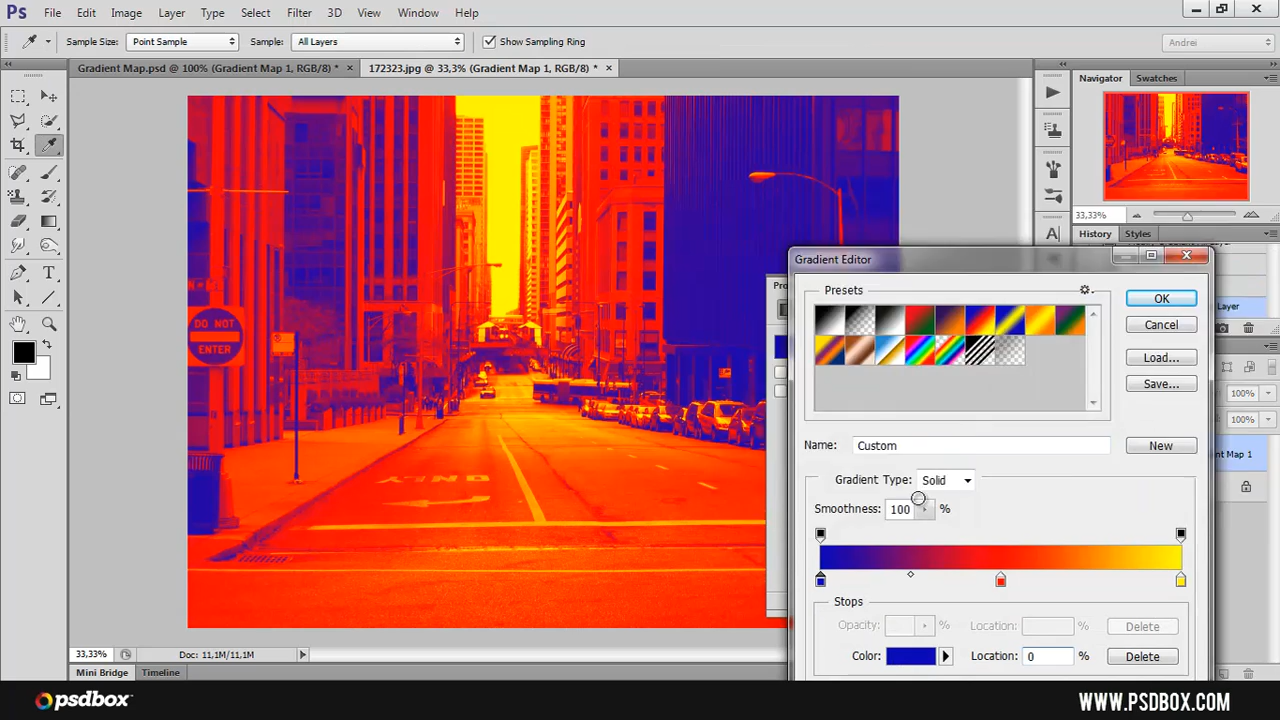 Ps File Edit Image Layer Type Select Filter 3D View Window Help
Sample Size: Point Sample Sample: All Layers Show Sampling Ring Andrei
Gradient Map.psd @ 100% (Gradient Map 1, RGB/8) * × 172323.jpg @ 33,3% (Gradient Map 1, RGB/8) * ×
Navigator Swatches
33,33%
History Styles
Layer
100%
100%
nt Map 1
Pro
DO NOT
ENTER
ONLY
Gradient Editor
Presets
OK
Cancel
Load...
Save...
Name: Custom
New
Gradient Type: Solid
Smoothness: 100 %
Stops
Opacity: % Location: % Delete
Color: Location: 0 % Delete
33,33% Doc: 11,1M/11,1M
Mini Bridge Timeline
psdbox
WWW.PSDBOX.COM